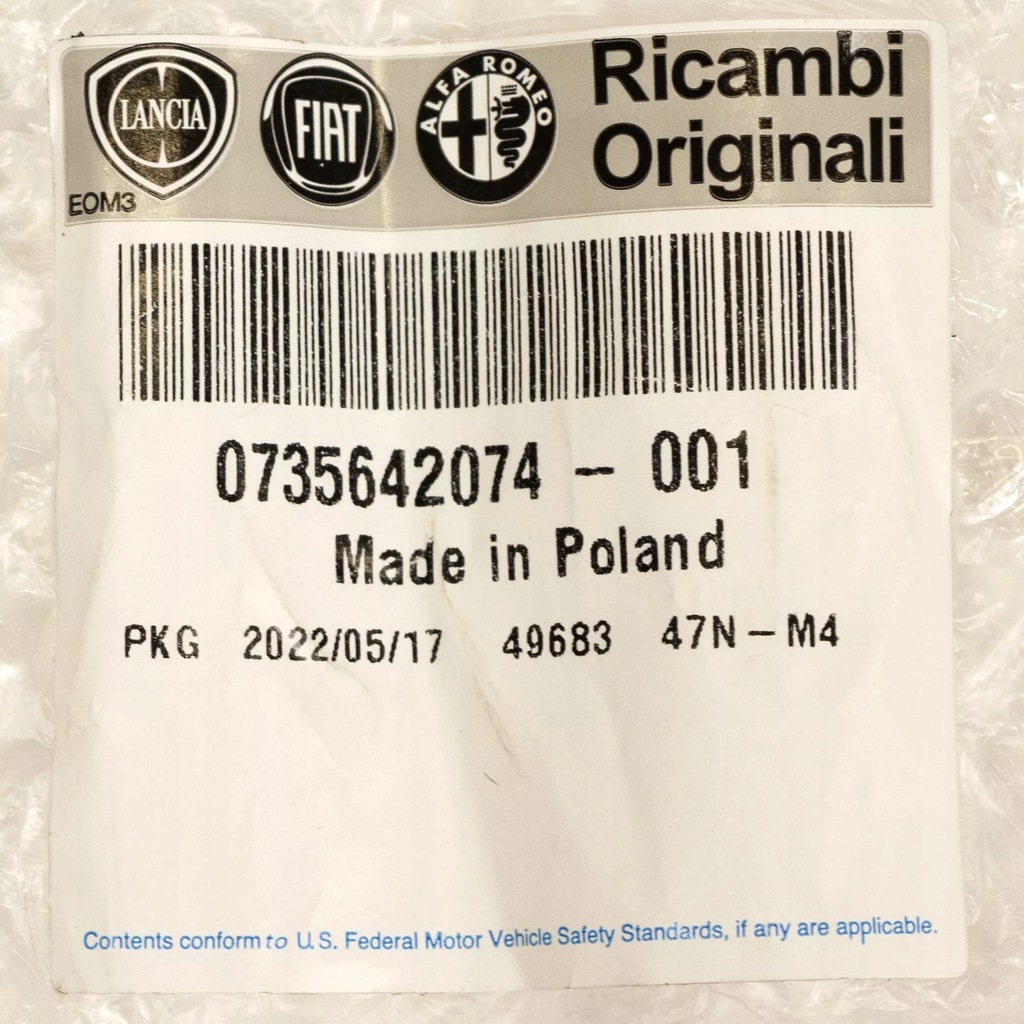 LANCIA
FIAT
ALFA ROMEO
Ricambi
Originali
EOM3
0735642074 - 001
Made in Poland
PKG 2022/05/17 49683 47N-M4
Contents conform to U.S. Federal Motor Vehicle Safety Standards, if any are applicable.